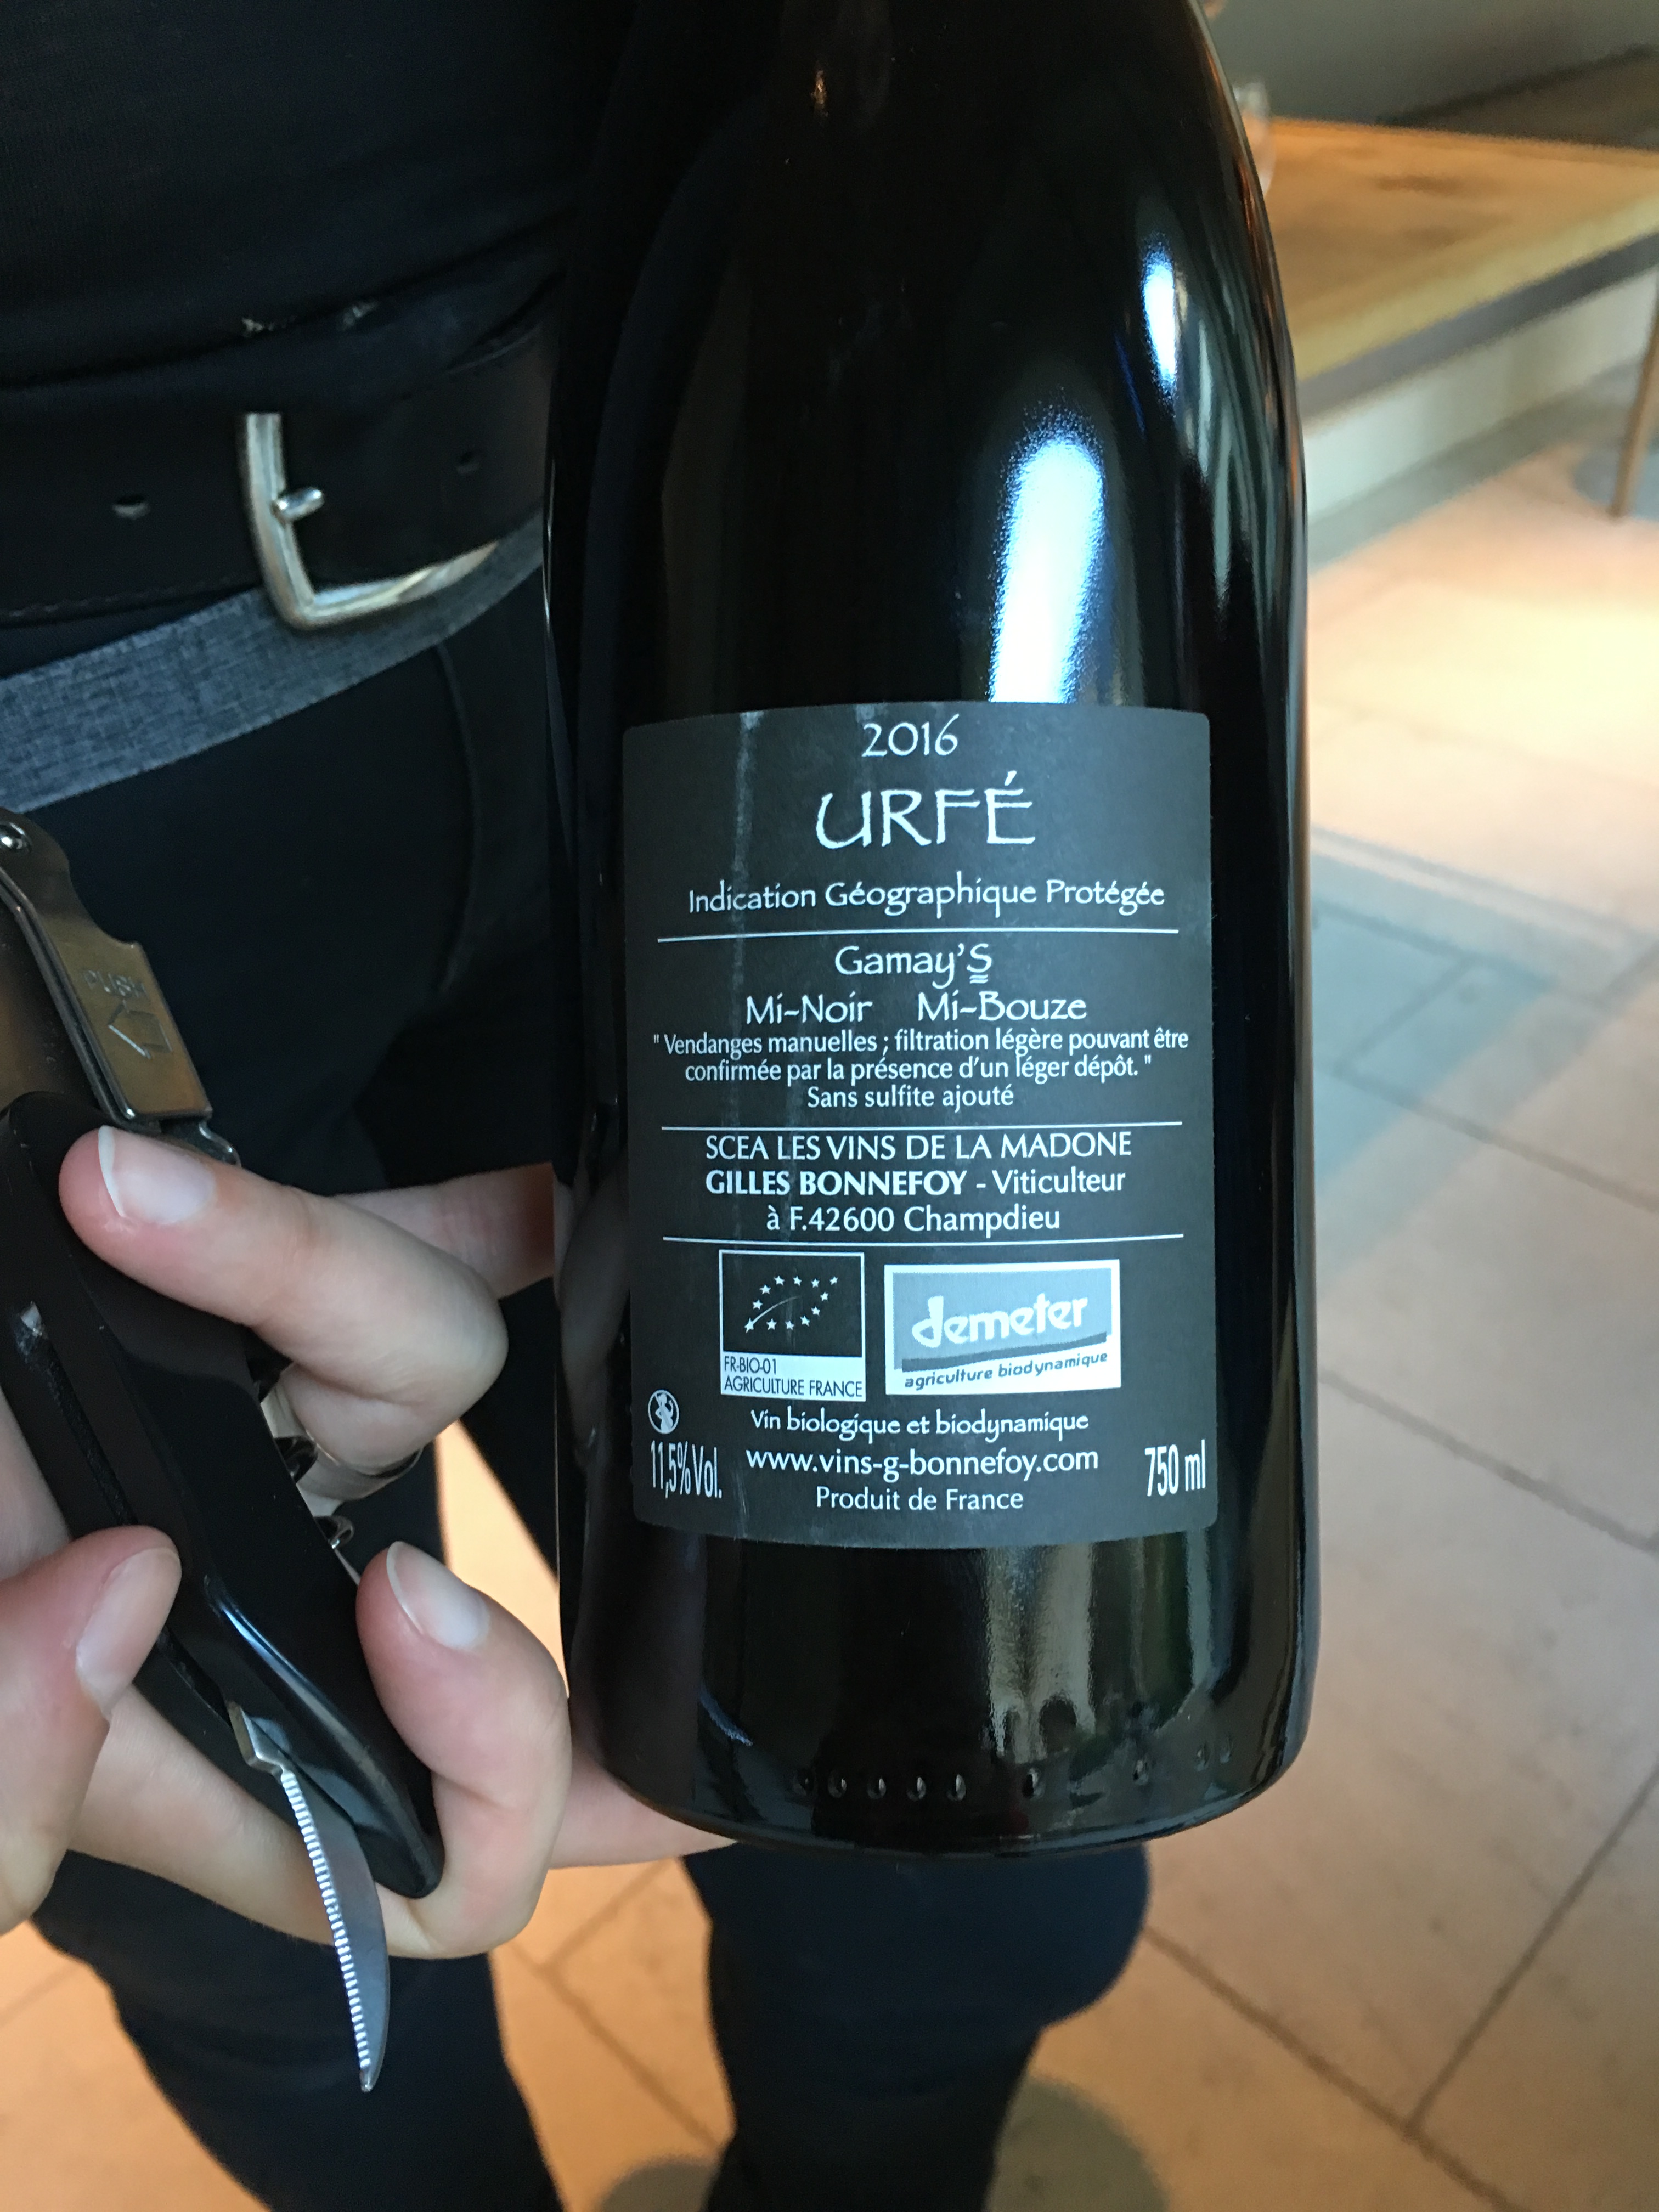 PUSH
2016
URFÉ
Indication Géographique Protégée
Gamay'S
Mi-Noir Mi-Bouze
" Vendanges manuelles ; filtration légère pouvant être
confirmée par la présence d'un léger dépôt. "
Sans sulfite ajouté
SCEA LES VINS DE LA MADONE
GILLES BONNEFOY - Viticulteur
à F.42600 Champdieu
FR-BIO-01
AGRICULTURE FRANCE
demeter
agriculture biodynamique
Vin biologique et biodynamique
11,5%Vol. www.vins-g-bonnefoy.com 750 ml
Produit de France